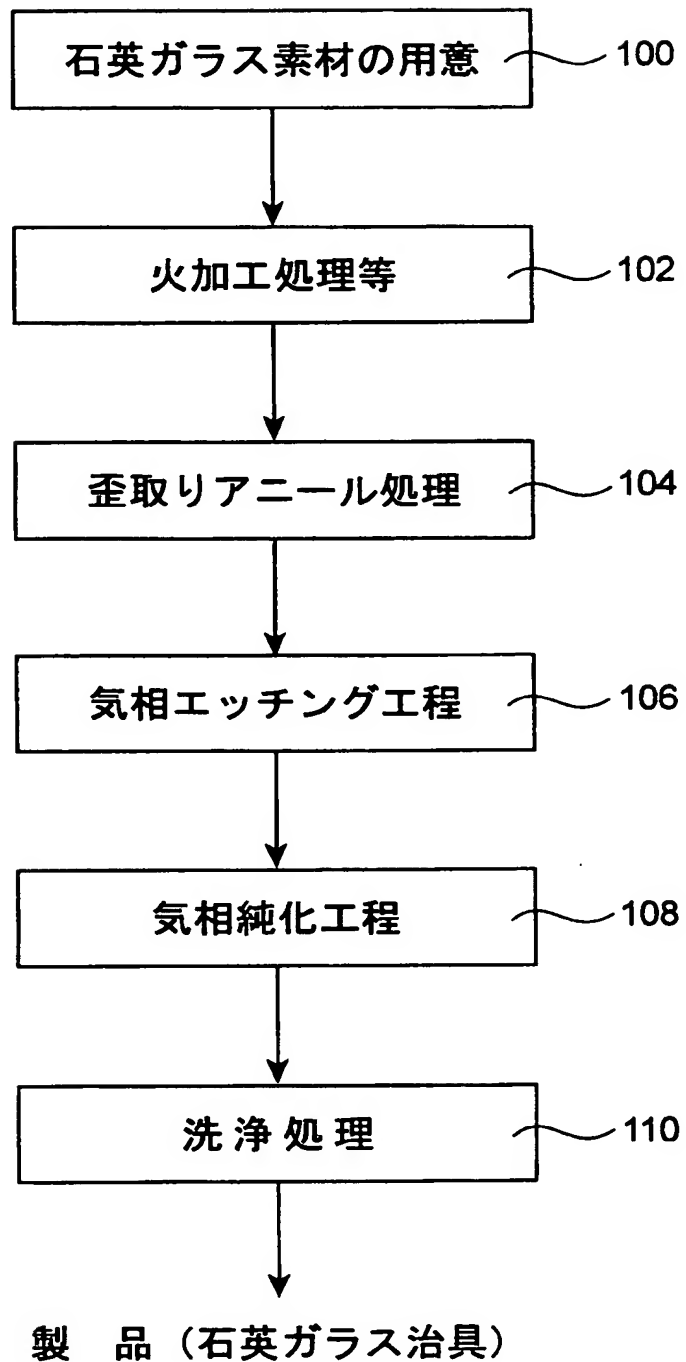 石英ガラス素材の用意 100
火加工処理等 102
歪取りアニール処理 104
気相エッチング工程 106
気相純化工程 108
洗浄処理 110
製　品（石英ガラス治具）